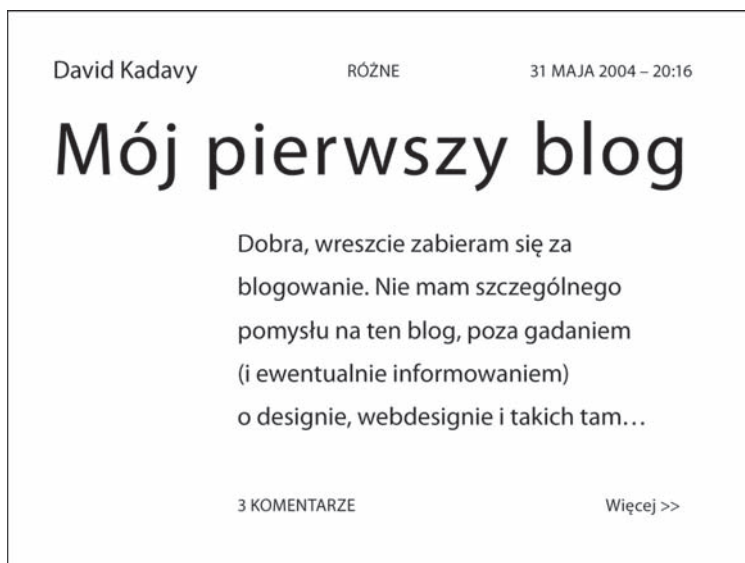 David Kadavy RÓŻNE 31 MAJA 2004 – 20:16
Mój pierwszy blog
Dobra, wreszcie zabieram się za
blogowanie. Nie mam szczególnego
pomysłu na ten blog, poza gadaniem
(i ewentualnie informowaniem)
o designie, webdesignie i takich tam…
3 KOMENTARZE Więcej >>